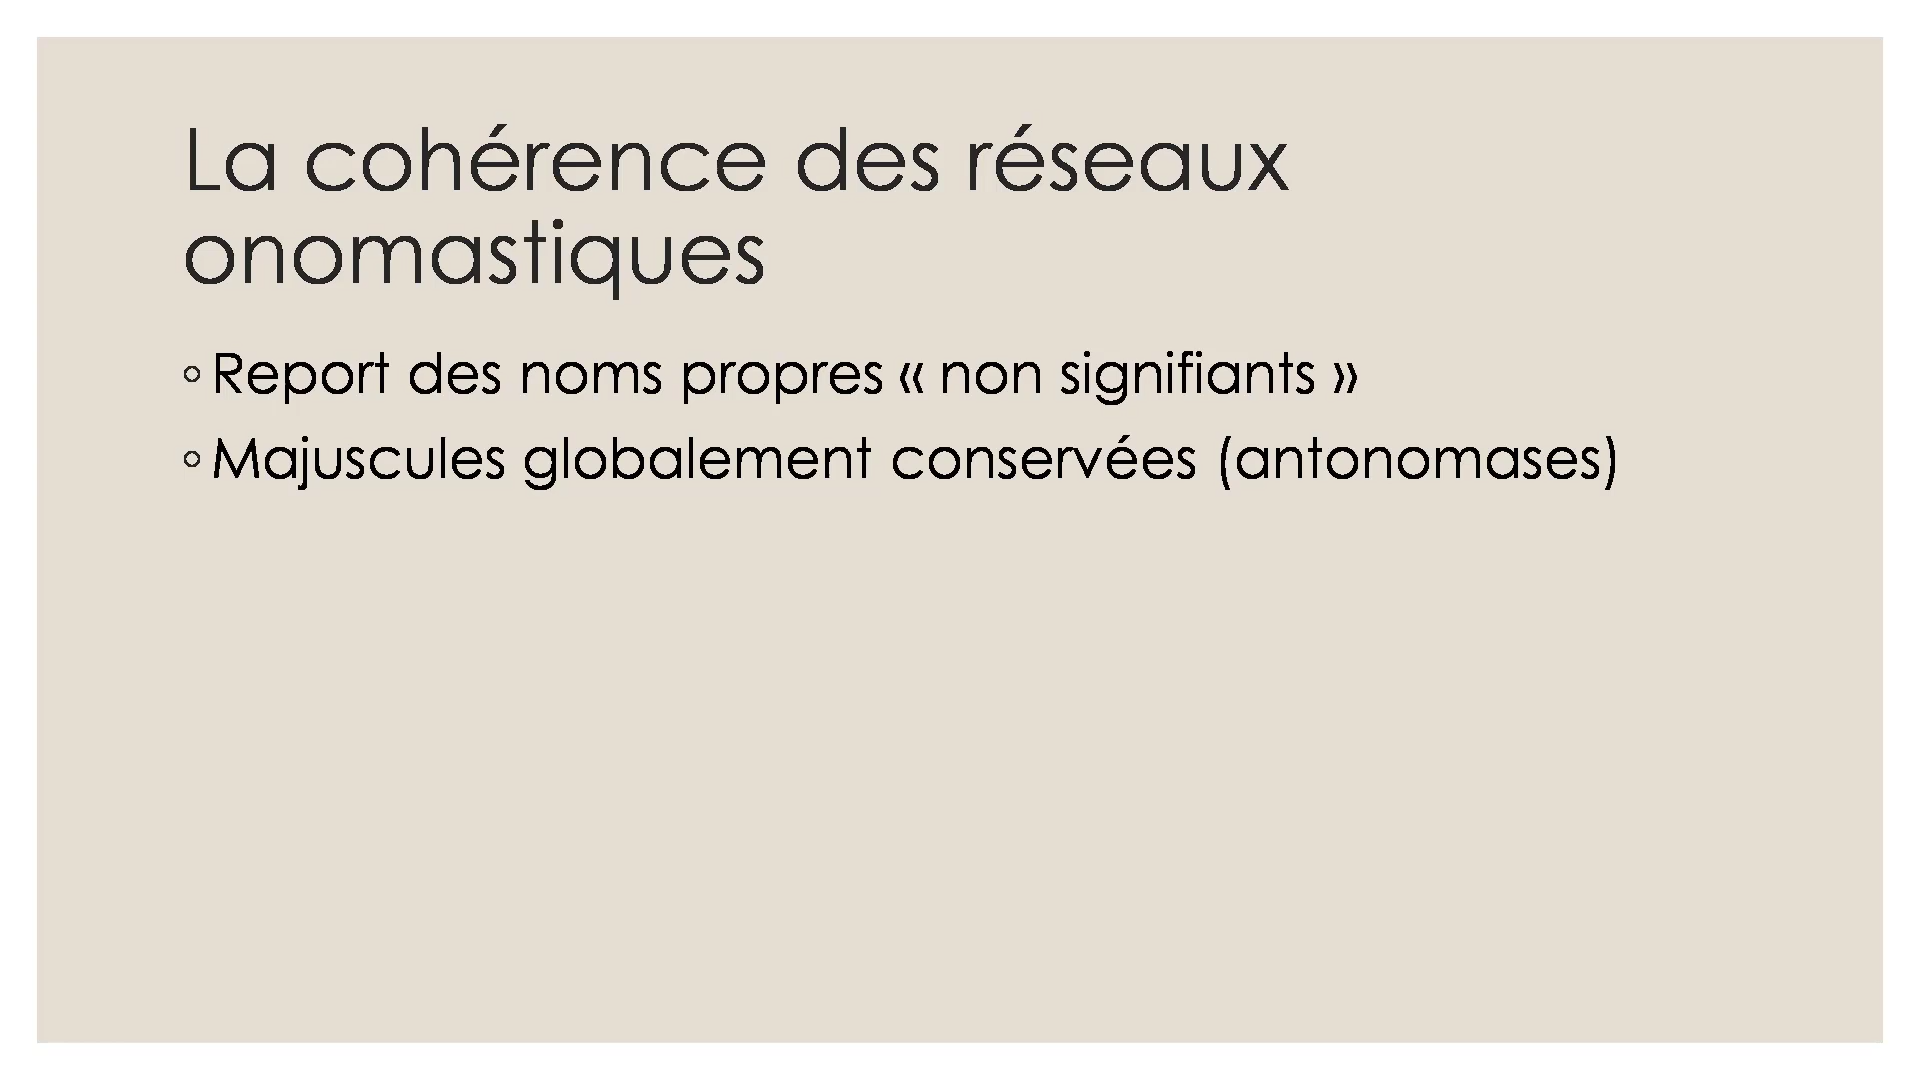 La cohérence des réseaux
onomastiques
◦ Report des noms propres « non signifiants »
◦ Majuscules globalement conservées (antonomases)